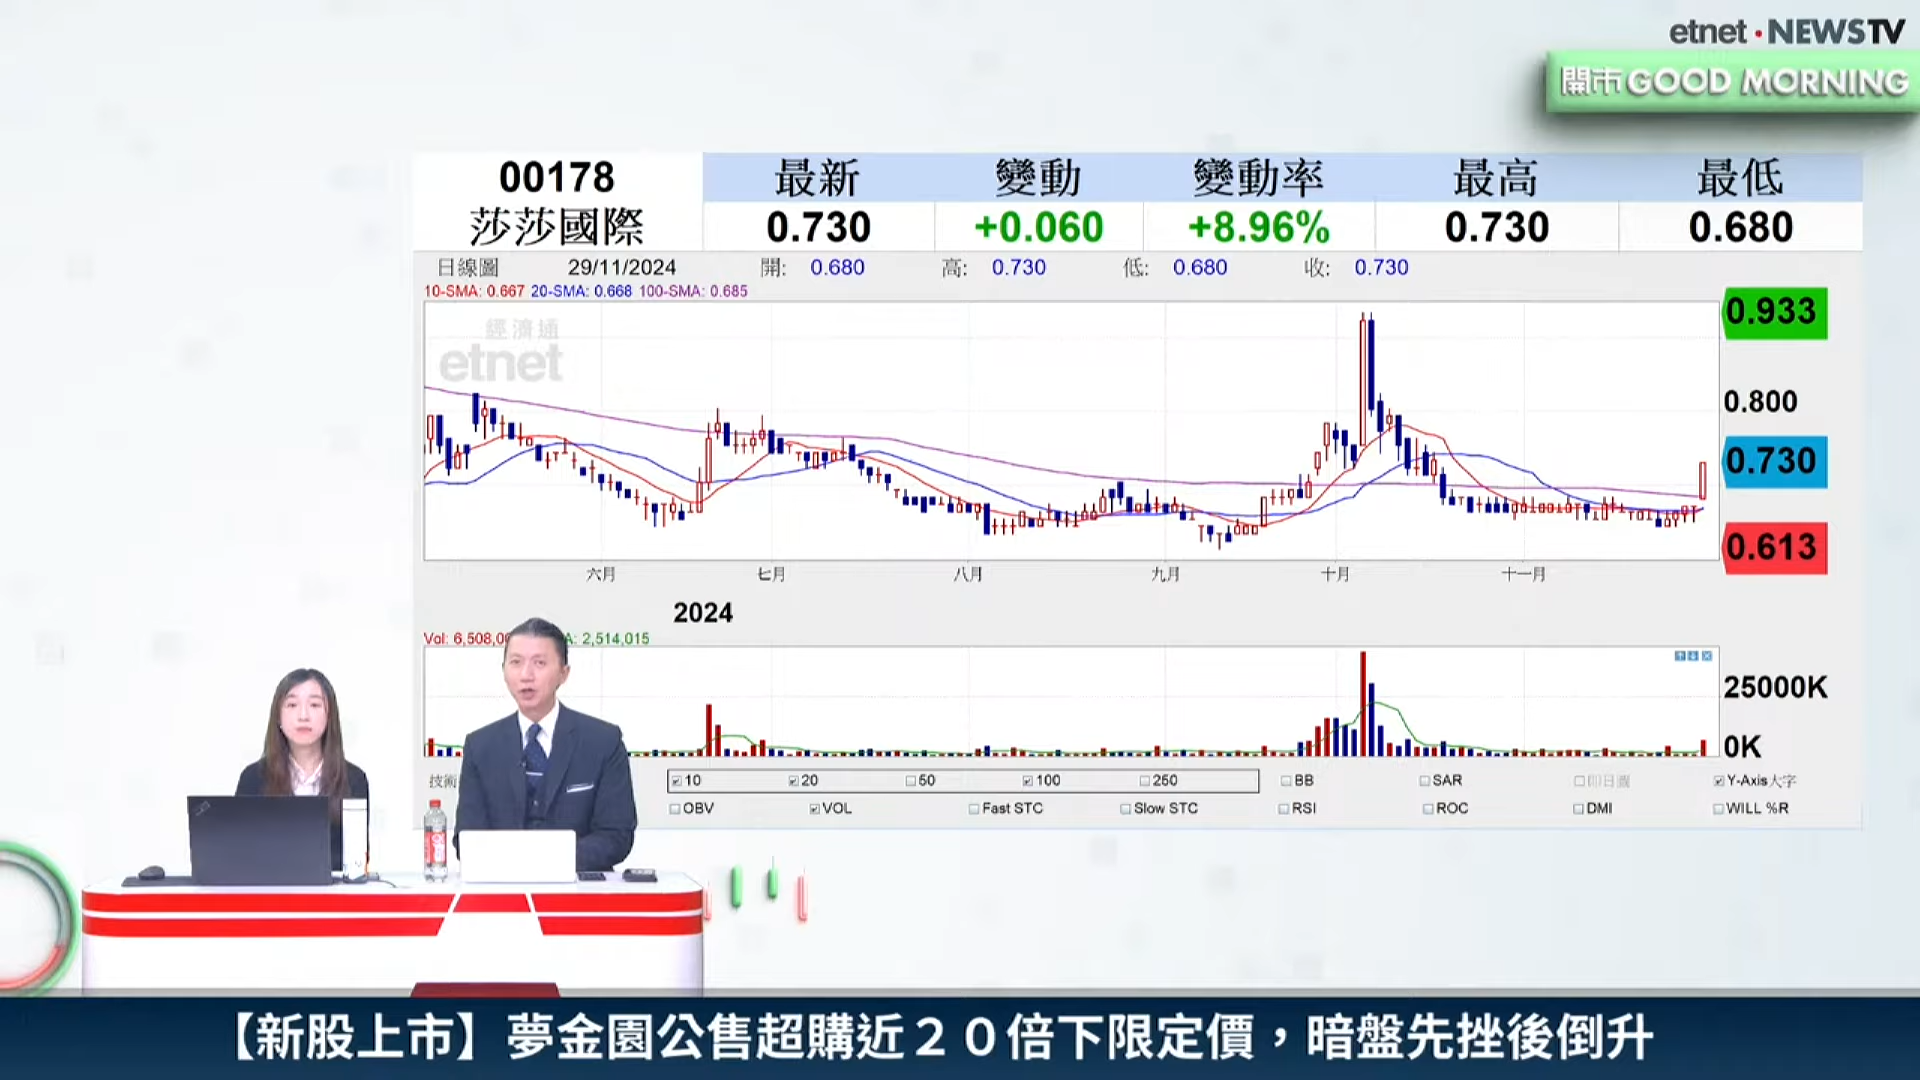 etnet·NEWSTV
開市GOOD MORNING
00178 最新 變動 變動率 最高 最低
莎莎國際 0.730 +0.060 +8.96% 0.730 0.680
日線圖 29/11/2024 開: 0.680 高: 0.730 低: 0.680 收: 0.730
10-SMA: 0.667 20-SMA: 0.668 100-SMA: 0.685
經濟通
etnet
0.933
0.800
0.730
0.613
六月 七月 八月 九月 十月 十一月
2024
Vol: 6,508,0 A: 2,514,015
25000K
0K
技術 10 20 50 100 250 BB SAR 即日圖 Y-Axis大字
OBV VOL Fast STC Slow STC RSI ROC DMI WILL %R
【新股上市】夢金園公售超購近20倍下限定價，暗盤先挫後倒升